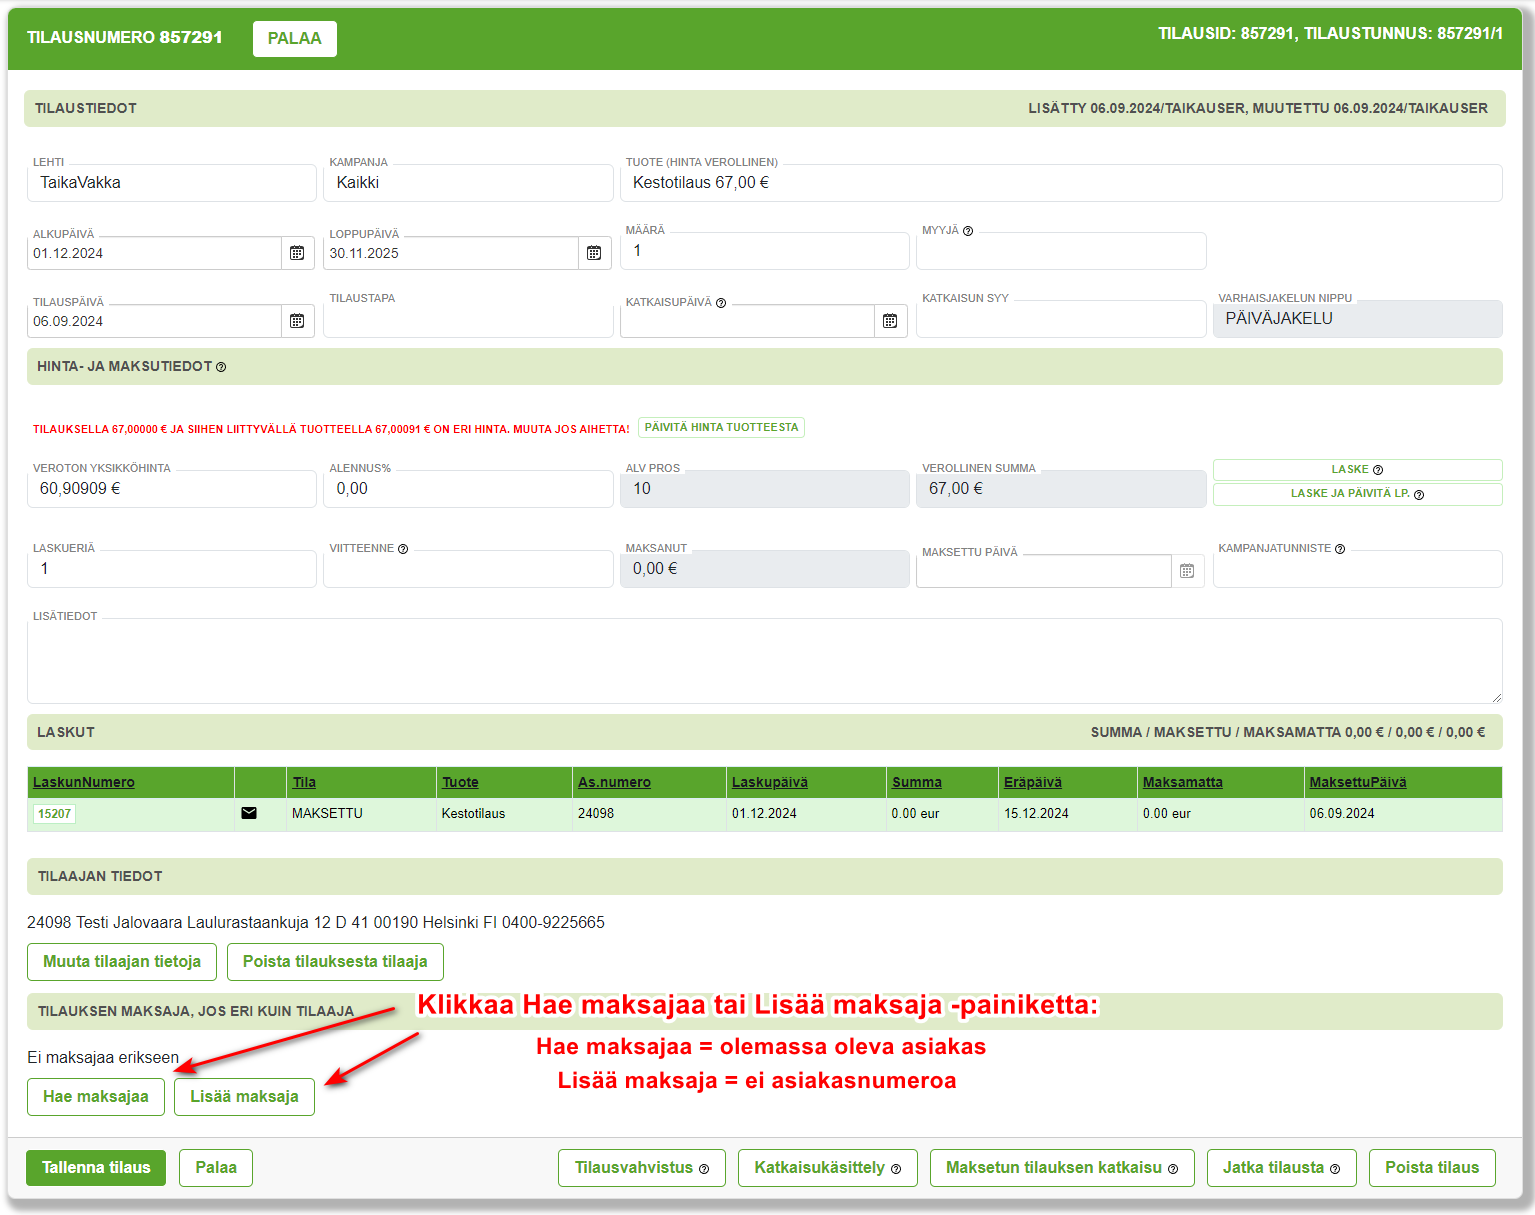 TILAUSNUMERO 857291 PALAA TILAUSID: 857291, TILAUSTUNNUS: 857291/1
TILAUSTIEDOT LISÄTTY 06.09.2024/TAIKAUSER, MUUTETTU 06.09.2024/TAIKAUSER
LEHTI KAMPANJA TUOTE (HINTA VEROLLINEN)
TaikaVakka Kaikki Kestotilaus 67,00 €
ALKUPÄIVÄ LOPPUPÄIVÄ MÄÄRÄ MYYJÄ
01.12.2024 30.11.2025 1
TILAUSPÄIVÄ TILAUSTAPA KATKAISUPÄIVÄ KATKAISUN SYY VARHAISJAKELUN NIPPU
06.09.2024 PÄIVÄJAKELU
HINTA- JA MAKSUTIEDOT
TILAUKSELLA 67,00000 € JA SIIHEN LIITTYVÄLLÄ TUOTTEELLA 67,00091 € ON ERI HINTA. MUUTA JOS AIHETTA! PÄIVITÄ HINTA TUOTTEESTA
VEROTON YKSIKKÖHINTA ALENNUS% ALV PROS VEROLLINEN SUMMA LASKE
60,90909 € 0,00 10 67,00 € LASKE JA PÄIVITÄ LP.
LASKUERIÄ VIITTEENNE MAKSANUT MAKSETTU PÄIVÄ KAMPANJATUNNISTE
1 0,00 €
LISÄTIEDOT
LASKUT SUMMA / MAKSETTU / MAKSAMATTA 0,00 € / 0,00 € / 0,00 €
LaskunNumero Tila Tuote As.numero Laskupäivä Summa Eräpäivä Maksamatta MaksettuPäivä
15207 MAKSETTU Kestotilaus 24098 01.12.2024 0.00 eur 15.12.2024 0.00 eur 06.09.2024
TILAAJAN TIEDOT
24098 Testi Jalovaara Laulurastaankuja 12 D 41 00190 Helsinki FI 0400-9225665
Muuta tilaajan tietoja Poista tilauksesta tilaaja
TILAUKSEN MAKSAJA, JOS ERI KUIN TILAAJA Klikkaa Hae maksajaa tai Lisää maksaja -painiketta:
Hae maksajaa = olemassa oleva asiakas
Ei maksajaa erikseen
Lisää maksaja = ei asiakasnumeroa
Hae maksajaa Lisää maksaja
Tallenna tilaus Palaa Tilausvahvistus Katkaisukäsittely Maksetun tilauksen katkaisu Jatka tilausta Poista tilaus